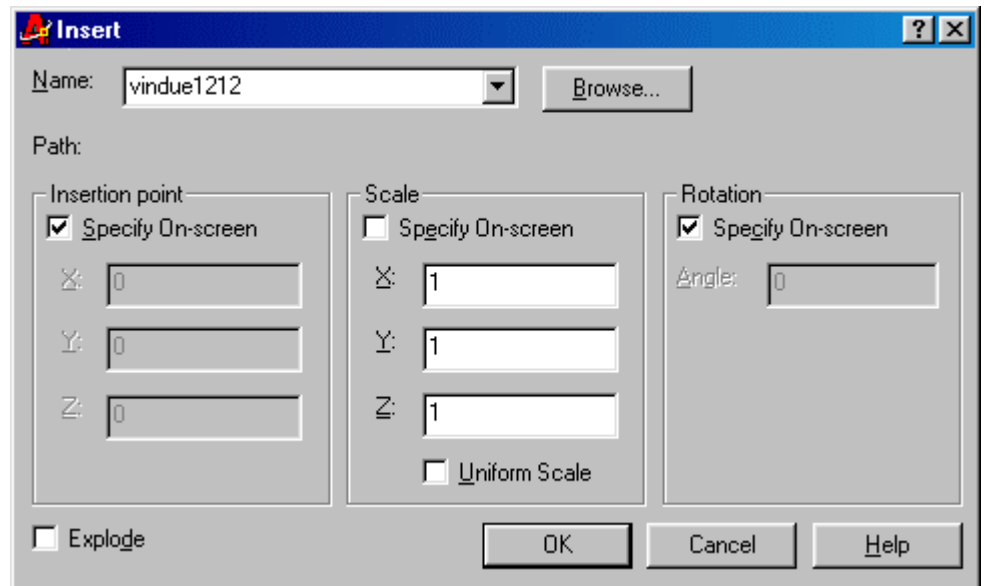 Insert
Name: vindue1212 Browse...
Path:
Insertion point Scale Rotation
Specify On-screen Specify On-screen Specify On-screen
X: 0 X: 1 Angle: 0
Y: 0 Y: 1
Z: 0 Z: 1
Uniform Scale
Explode OK Cancel Help